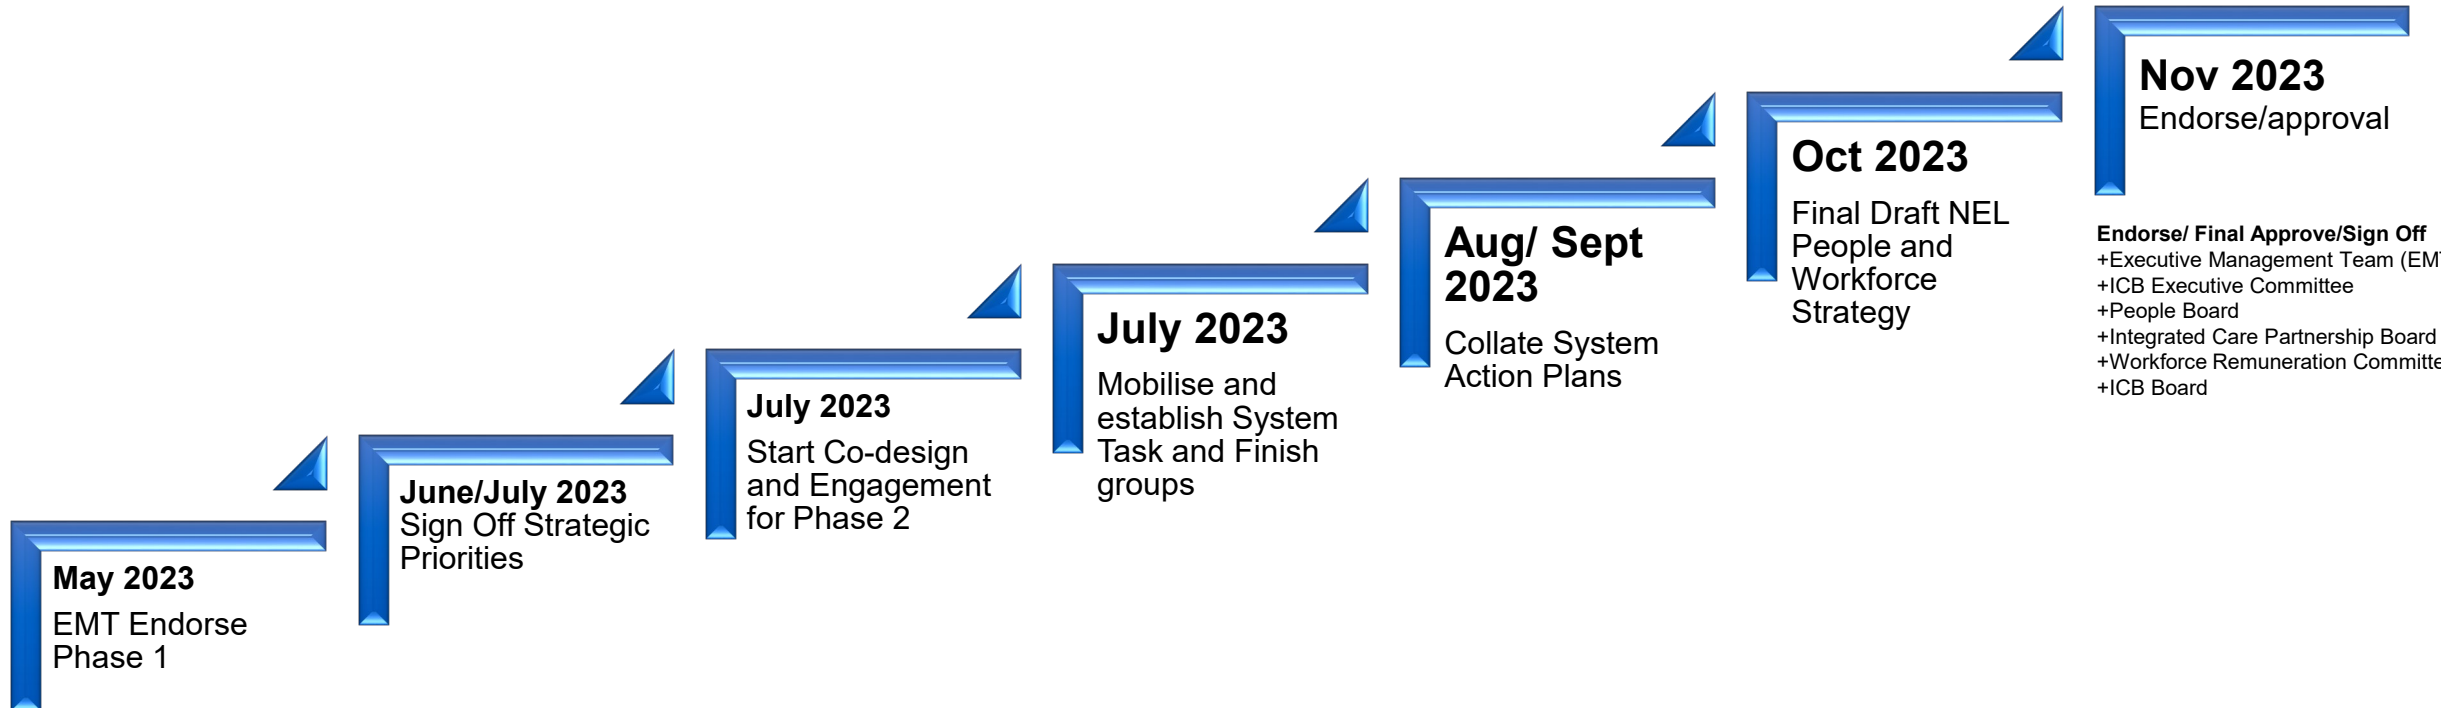 May 2023
EMT Endorse
Phase 1
June/July 2023
Sign Off Strategic
Priorities
July 2023
Start Co-design
and Engagement
for Phase 2
July 2023
Mobilise and
establish System
Task and Finish
groups
Aug/ Sept
2023
Collate System
Action Plans
Oct 2023
Final Draft NEL
People and
Workforce
Strategy
Nov 2023
Endorse/approval
Endorse/ Final Approve/Sign Off
+Executive Management Team (EM
+ICB Executive Committee
+People Board
+Integrated Care Partnership Board
+Workforce Remuneration Committe
+ICB Board